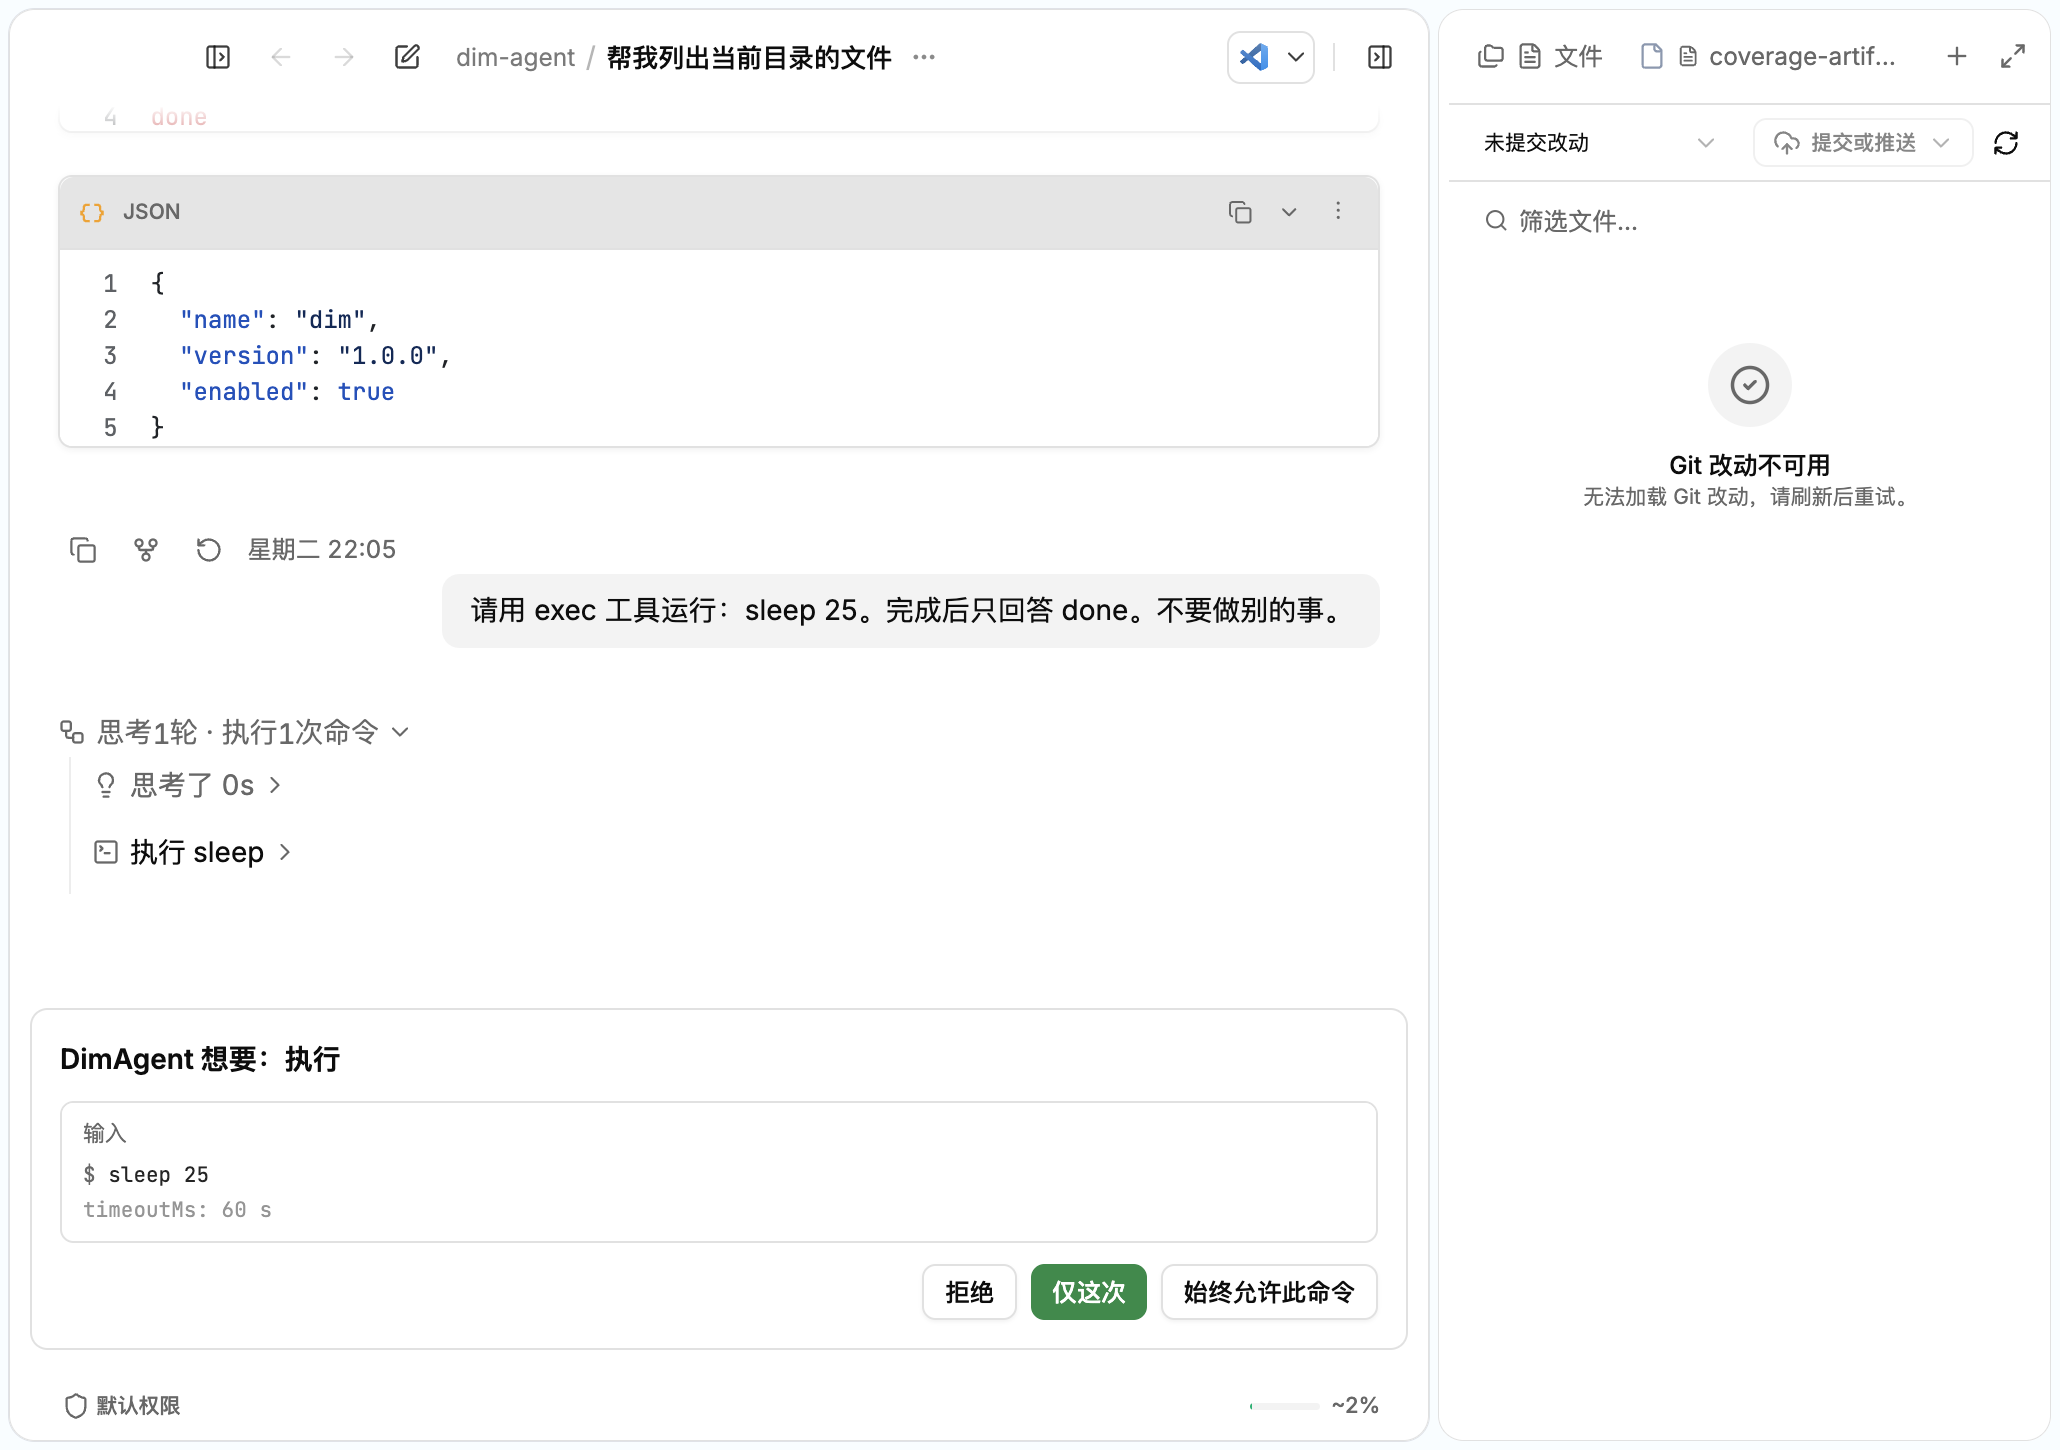 dim-agent / 帮我列出当前目录的文件 ···
4 done
JSON
1 {
2 "name": "dim",
3 "version": "1.0.0",
4 "enabled": true
5 }
星期二 22:05
请用 exec 工具运行：sleep 25。完成后只回答 done。不要做别的事。
思考1轮 · 执行1次命令
思考了 0s
执行 sleep
DimAgent 想要：执行
输入
$ sleep 25
timeoutMs: 60 s
拒绝
仅这次
始终允许此命令
默认权限
~2%
文件
coverage-artif...
未提交改动
提交或推送
筛选文件...
Git 改动不可用
无法加载 Git 改动，请刷新后重试。